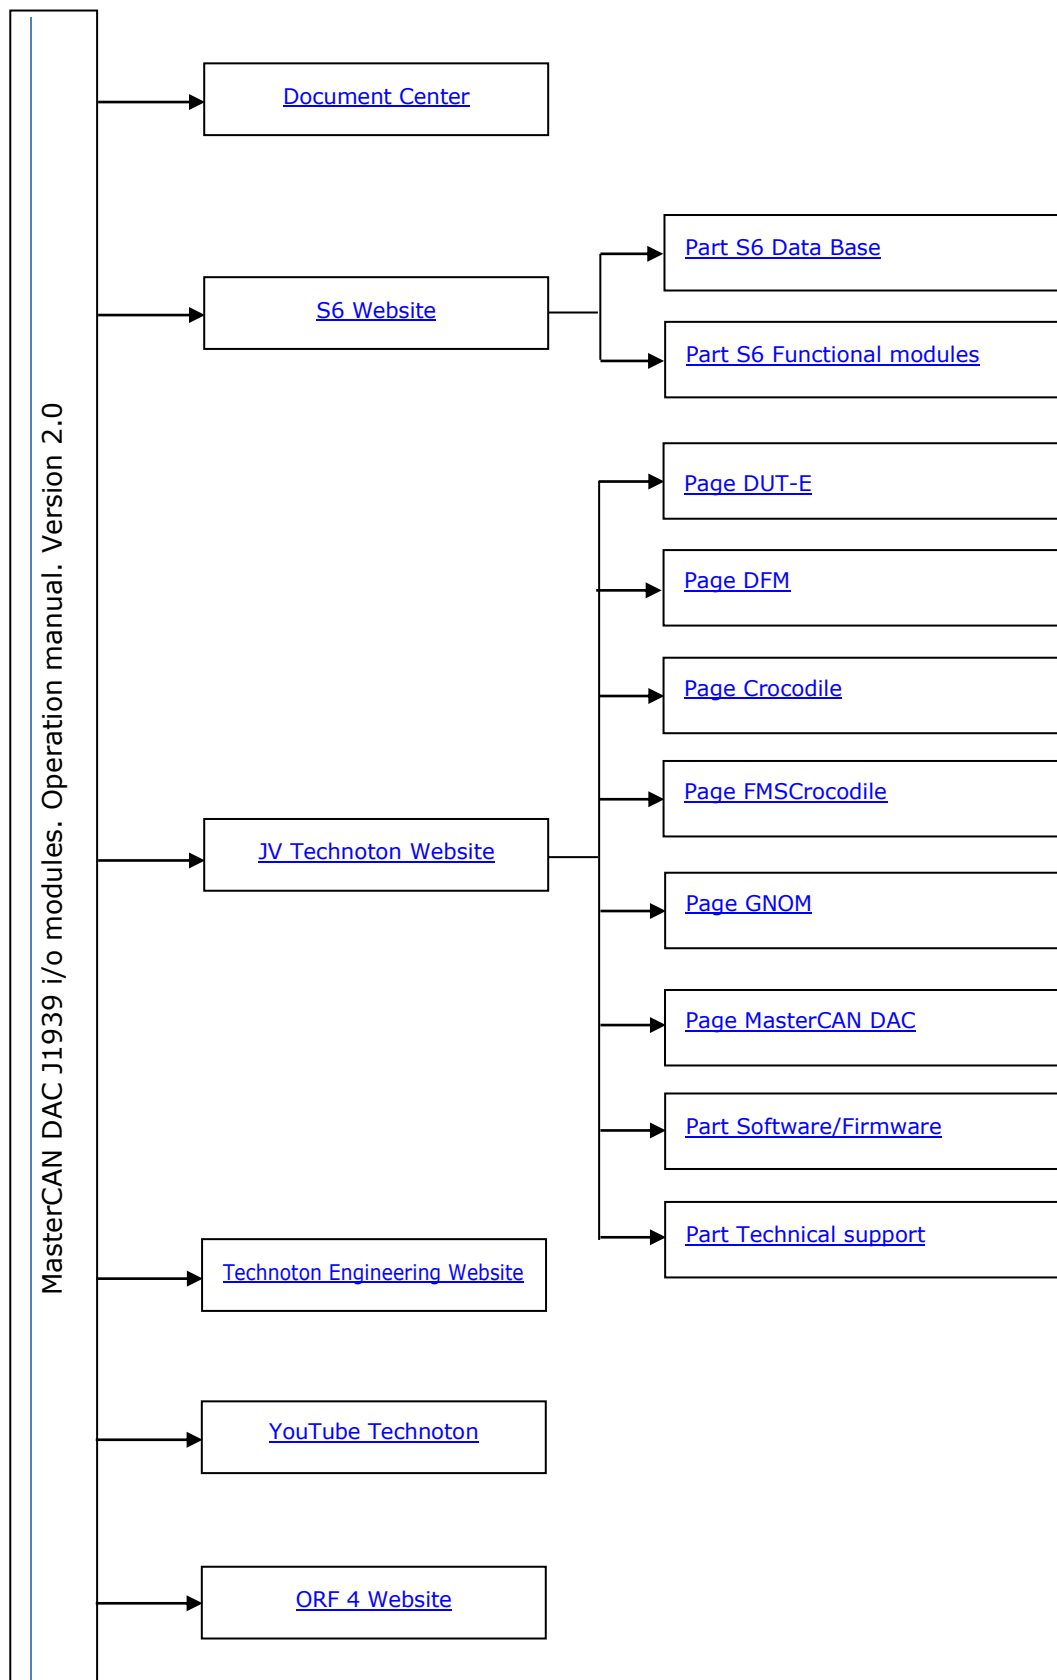 MasterCAN DAC J1939 i/o modules. Operation manual. Version 2.0
Document Center
S6 Website
Part S6 Data Base
Part S6 Functional modules
JV Technoton Website
Page DUT-E
Page DFM
Page Crocodile
Page FMSCrocodile
Page GNOM
Page MasterCAN DAC
Part Software/Firmware
Part Technical support
Technoton Engineering Website
YouTube Technoton
ORF 4 Website